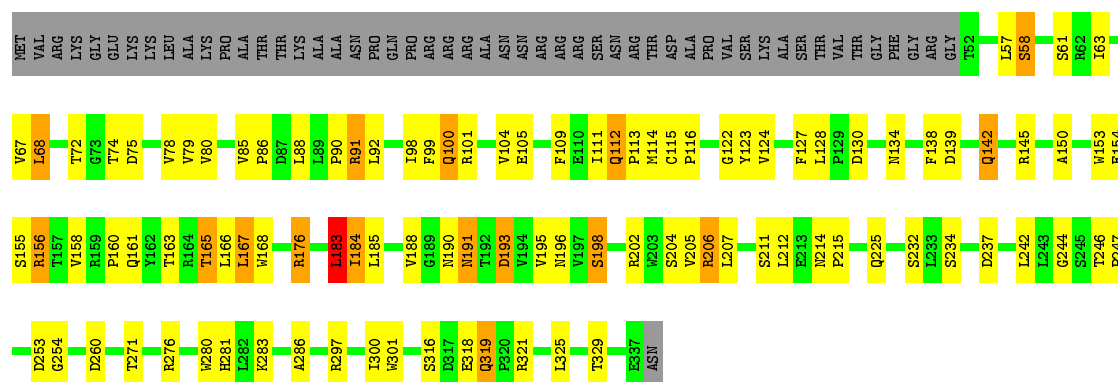 MET VAL ARG LYS GLY GLU LYS LYS LEU ALA LYS PRO ALA THR THR LYS ALA ALA ASN PRO GLN PRO ARG ARG ARG ALA ASN ASN ARG ARG ARG SER ASN ARG THR ASP ALA PRO VAL SER LYS ALA SER THR VAL THR GLY PHE GLY ARG GLY T52 L57 S58 S61 R62 I63
V67 L68 T72 G73 T74 D75 V78 V79 V80 V85 P86 D87 L88 L89 P90 R91 L92 I98 F99 Q100 R101 V104 E105 F109 E110 I111 Q112 P113 M114 C115 P116 G122 Y123 V124 F127 L128 P129 D130 N134 F138 D139 Q142 R145 A150 W153 E154
S155 R156 T157 V158 R159 P160 Q161 Y162 T163 R164 T165 L166 L167 W168 R176 L183 I184 L185 V188 G189 N190 N191 T192 D193 V194 V195 N196 V197 S198 R202 W203 S204 V205 R206 L207 S211 L212 E213 N214 P215 Q225 S232 L233 S234 D237 L242 L243 G244 S245 T246 P247
D253 G254 D260 T271 R276 W280 H281 L282 K283 A286 R297 I300 W301 S316 D317 E318 Q319 P320 R321 L325 T329 E337 ASN